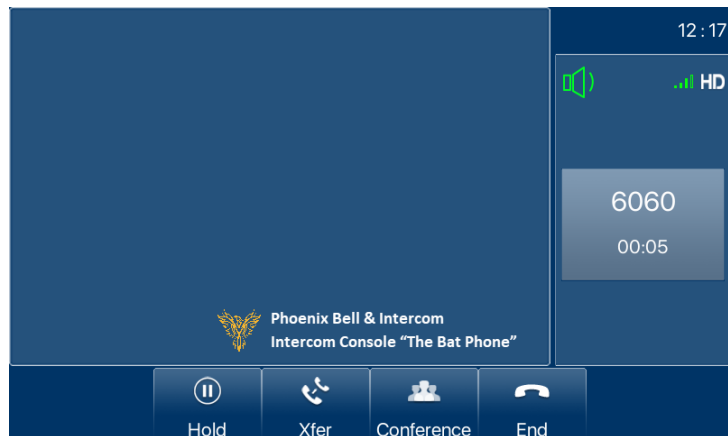 12 : 17
HD
6060
00:05
Phoenix Bell & Intercom
Intercom Console “The Bat Phone”
Hold
Xfer
Conference
End